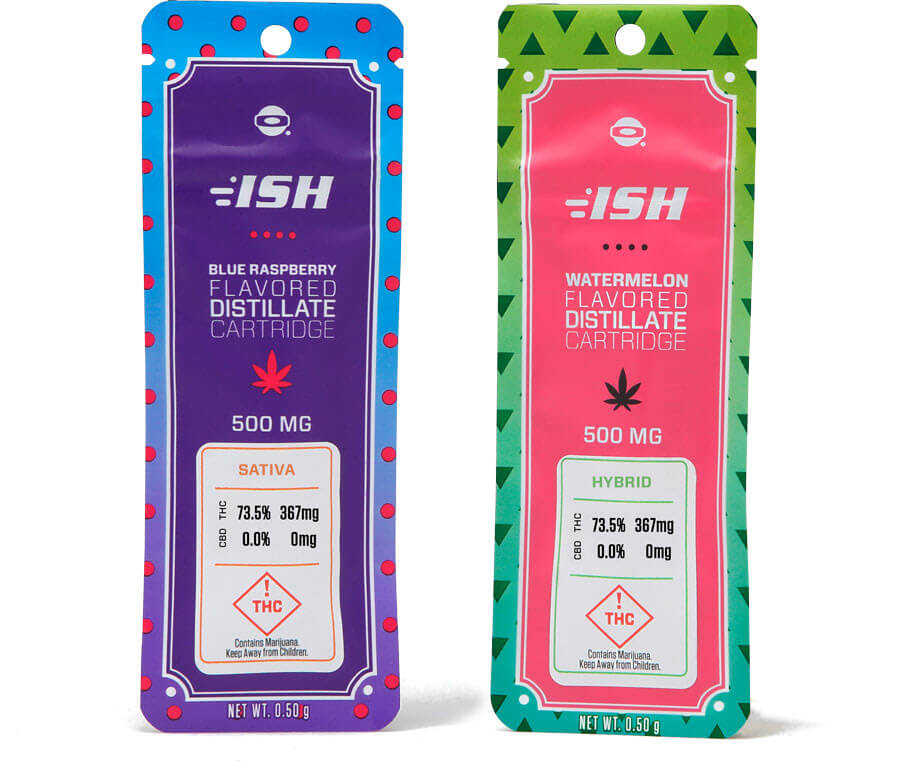 ISH
BLUE RASPBERRY
FLAVORED
DISTILLATE
CARTRIDGE
500 MG
SATIVA
THC 73.5% 367mg
CBD 0.0% 0mg
!
THC
Contains Marijuana.
Keep Away from Children.
NET WT. 0.50 g
ISH
WATERMELON
FLAVORED
DISTILLATE
CARTRIDGE
500 MG
HYBRID
THC 73.5% 367mg
CBD 0.0% 0mg
!
THC
Contains Marijuana.
Keep Away from Children.
NET WT. 0.50 g